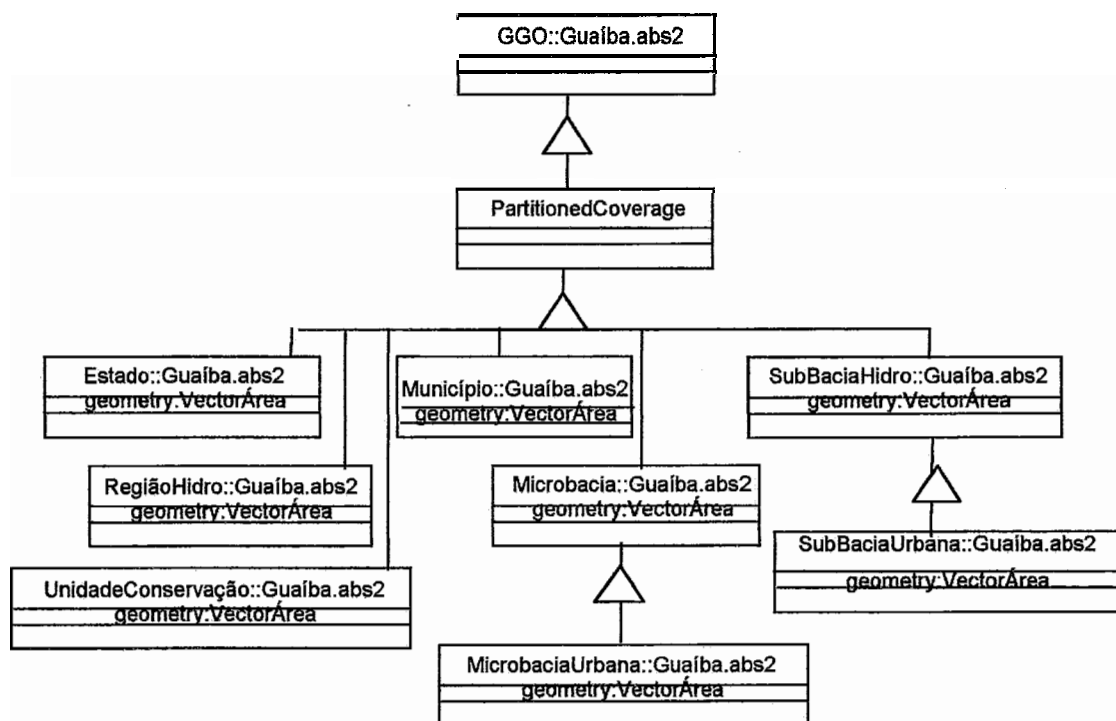 GGO::Guaíba.abs2
PartitionedCoverage
Estado::Guaíba.abs2
geometry:VectorÁrea
Município::Guaíba.abs2
geometry:VectorÁrea
SubBaciaHidro::Guaíba.abs2
geometry:VectorÁrea
RegiãoHidro::Guaíba.abs2
geometry:VectorÁrea
Microbacia::Guaíba.abs2
geometry:VectorÁrea
SubBaciaUrbana::Guaíba.abs2
geometry:VectorÁrea
UnidadeConservação::Guaíba.abs2
geometry:VectorÁrea
MicrobaciaUrbana::Guaíba.abs2
geometry:VectorÁrea